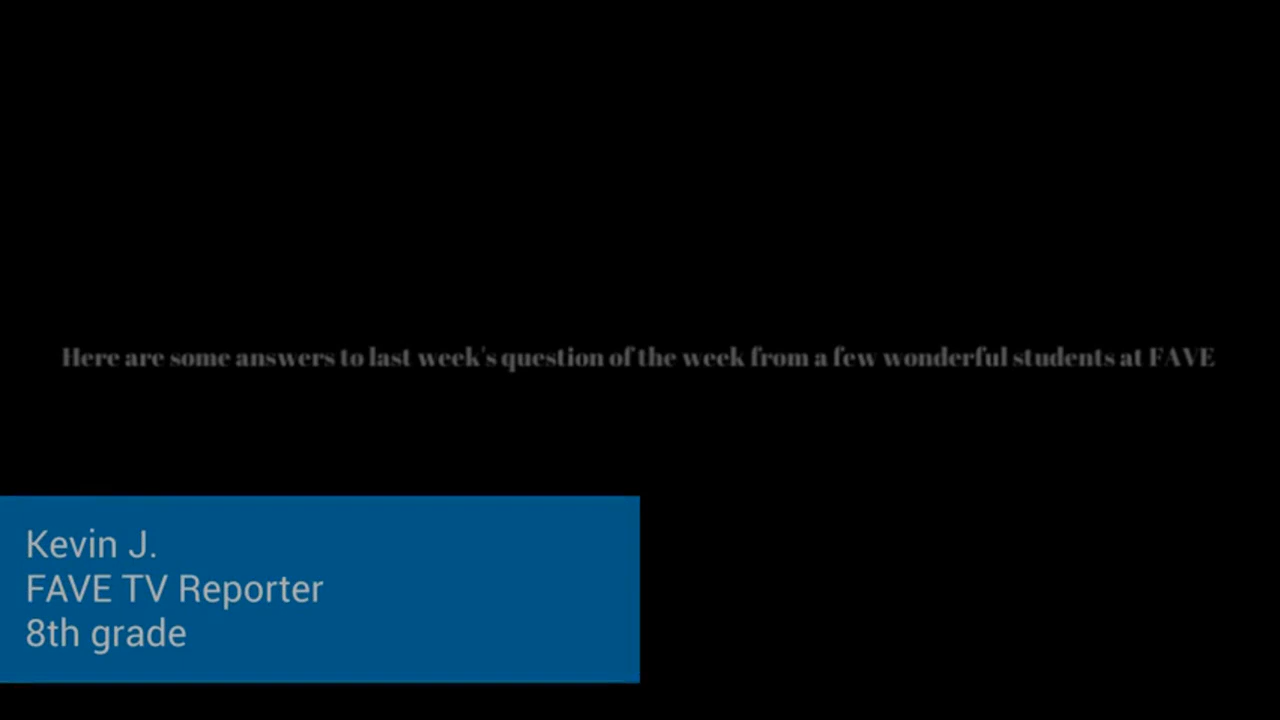 Here are some answers to last week's question of the week from a few wonderful students at FAVE
Kevin J.
FAVE TV Reporter
8th grade